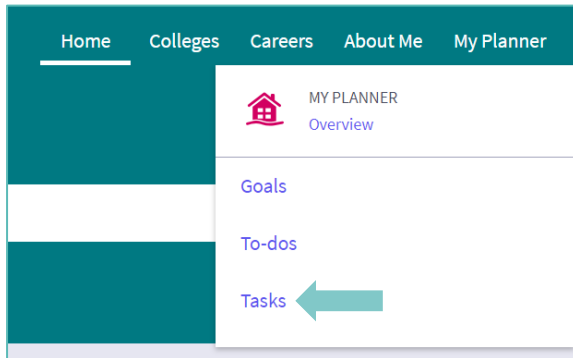 Home Colleges Careers About Me My Planner
MY PLANNER
Overview
Goals
To-dos
Tasks